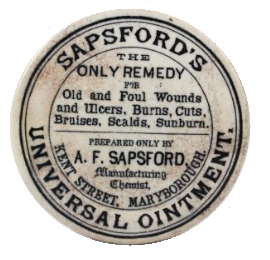 SAPSFORD'S
THE
ONLY REMEDY
FOR
Old and Foul Wounds
and Ulcers, Burns, Cuts,
Bruises, Scalds, Sunburn.
PREPARED ONLY BY
A. F. SAPSFORD,
Manufacturing
Chemist,
KENT STREET, MARYBOROUGH.
UNIVERSAL OINTMENT.